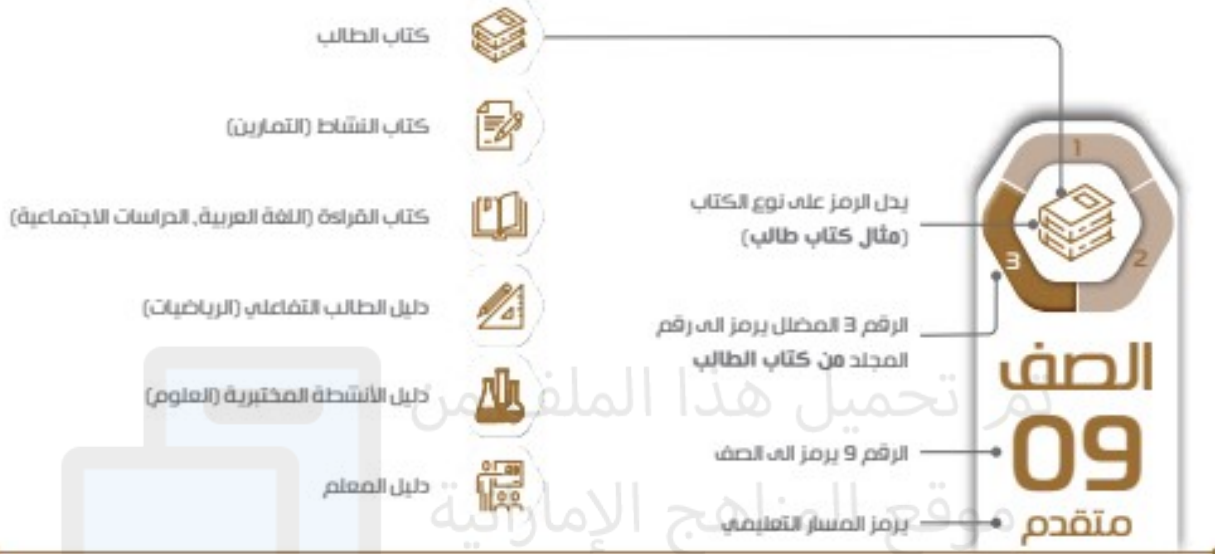 1
2
3
الصف
09
متقدم
يدل الرمز على نوع الكتاب
(مثال كتاب طالب)
الرقم 3 المضلل يرمز الى رقم
المجلد من كتاب الطالب
الرقم 9 يرمز الى الصف
يرمز المسار التعليمي
كتاب الطالب
كتاب النشاط (التمارين)
كتاب القراءة (اللغة العربية, الدراسات الاجتماعية)
دليل الطالب التفاعلي (الرياضيات)
دليل الأنشطة المختبرية (العلوم)
دليل المعلم
تم تحميل هذا الملف من
موقع المناهج الإماراتية